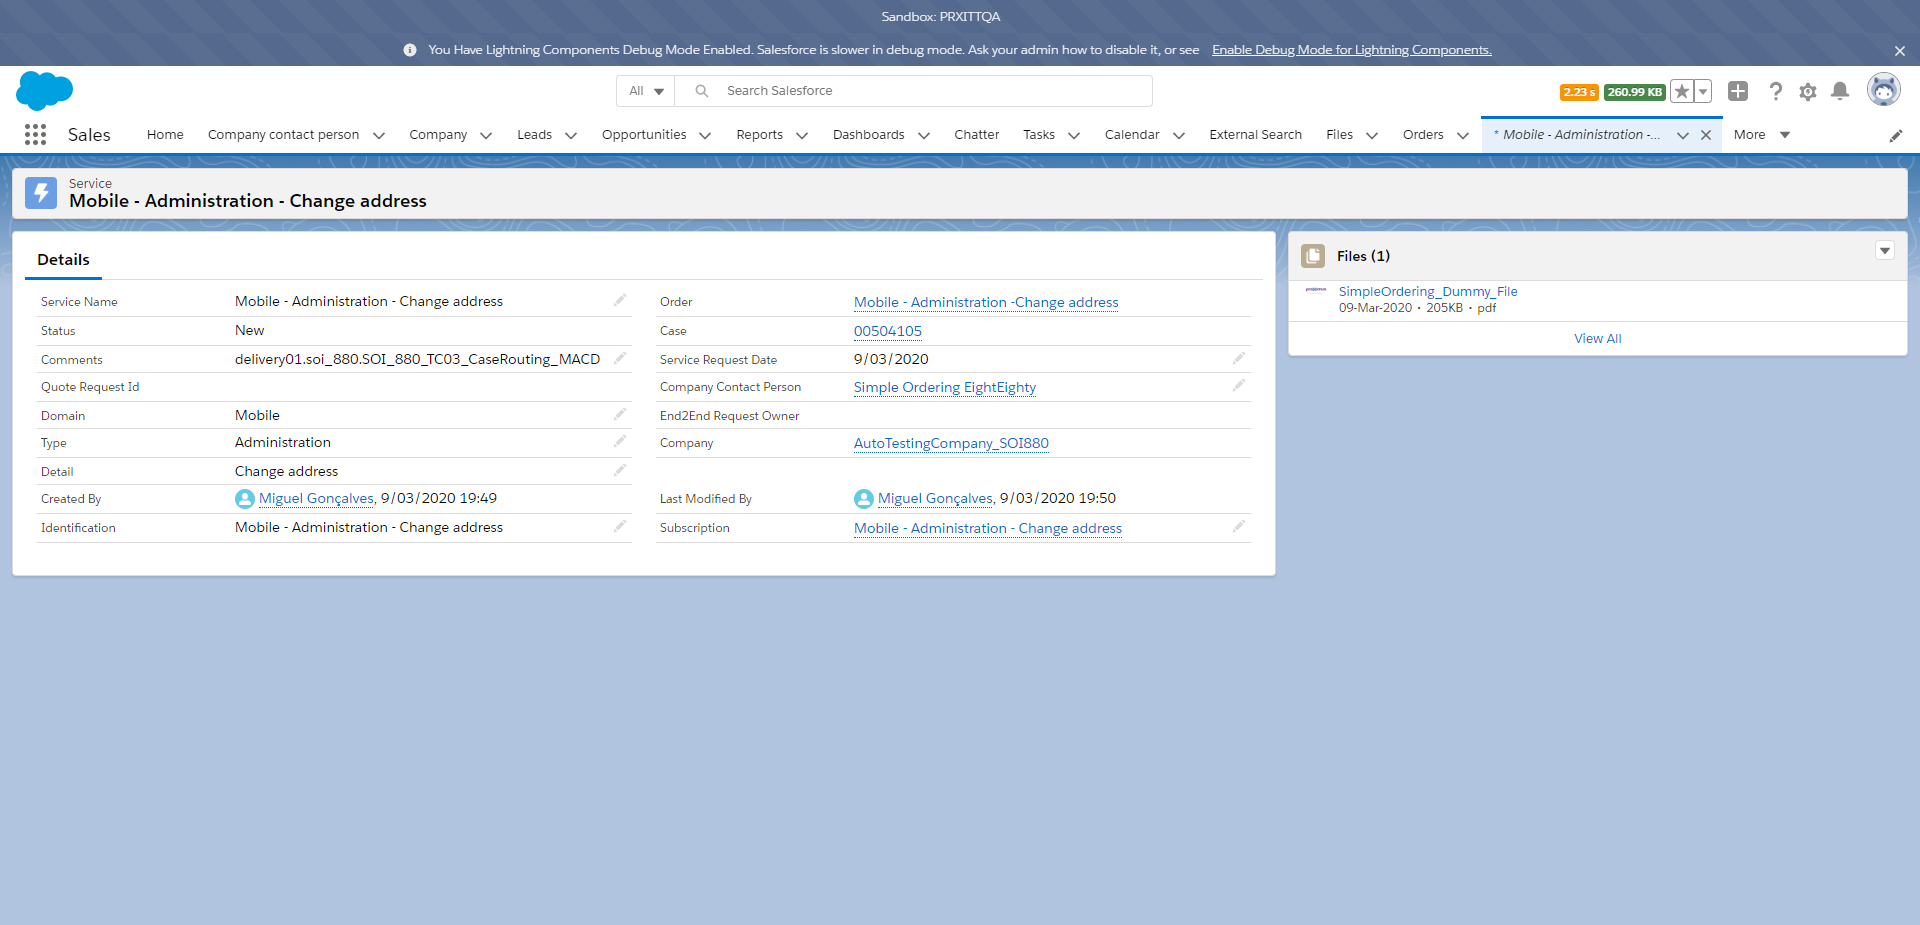 Sandbox: PRXITTQA
You Have Lightning Components Debug Mode Enabled. Salesforce is slower in debug mode. Ask your admin how to disable it, or see Enable Debug Mode for Lightning Components.
All Search Salesforce 2.23 s 260.99 KB
Sales Home Company contact person Company Leads Opportunities Reports Dashboards Chatter Tasks Calendar External Search Files Orders * Mobile - Administration -... More
Service
Mobile - Administration - Change address
Details
Service Name Mobile - Administration - Change address
Order Mobile - Administration -Change address
Status New
Case 00504105
Comments delivery01.soi_880.SOI_880_TC03_CaseRouting_MACD
Service Request Date 9/03/2020
Quote Request Id
Company Contact Person Simple Ordering EightEighty
Domain Mobile
End2End Request Owner
Type Administration
Company AutoTestingCompany_SOI880
Detail Change address
Created By Miguel Gonçalves, 9/03/2020 19:49
Last Modified By Miguel Gonçalves, 9/03/2020 19:50
Identification Mobile - Administration - Change address
Subscription Mobile - Administration - Change address
Files (1)
SimpleOrdering_Dummy_File
09-Mar-2020 • 205KB • pdf
View All